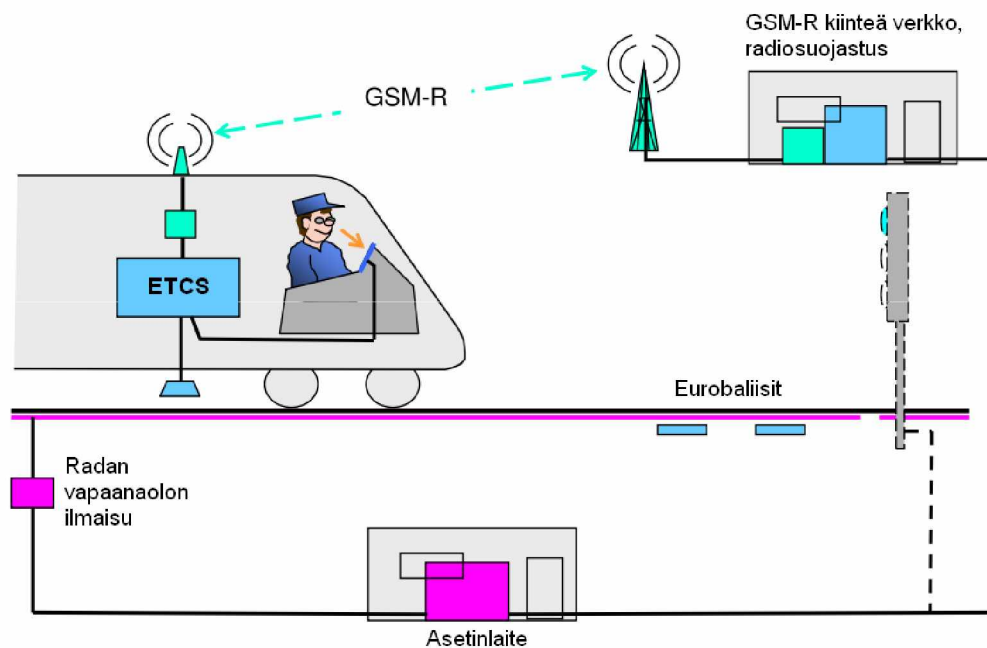 GSM-R kiinteä verkko,
radiosuojastus
GSM-R
ETCS
Eurobaliisit
Radan
vapaanaolon
ilmaisu
Asetinlaite